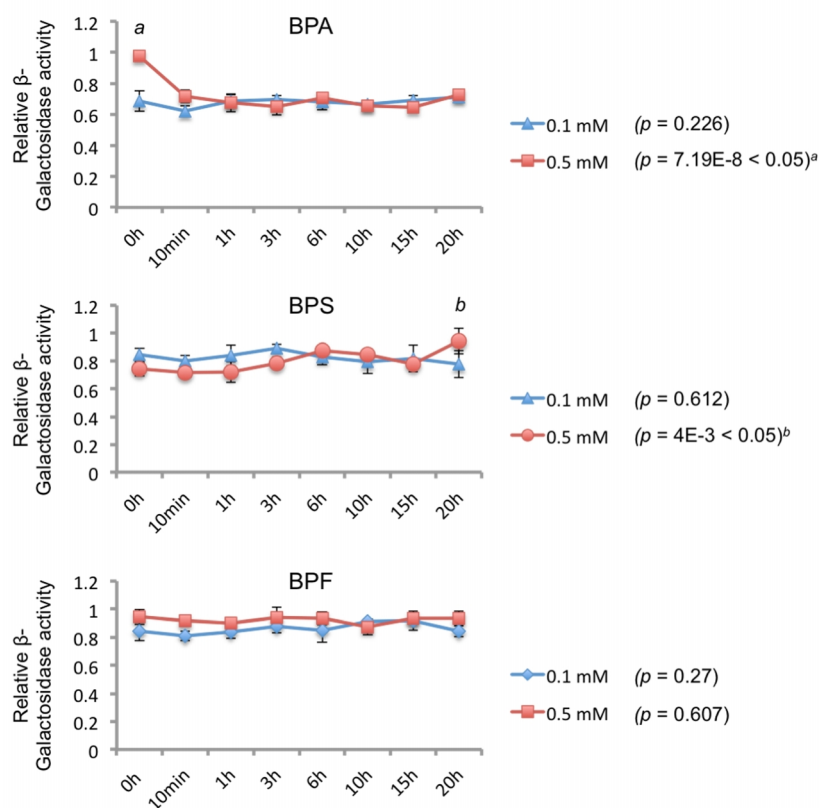 BPA
a
Relative β-
Galactosidase activity
1.2
1
0.8
0.6
0.4
0.2
0
0h 10min 1h 3h 6h 10h 15h 20h
0.1 mM (p = 0.226)
0.5 mM (p = 7.19E-8 < 0.05)a
BPS
b
Relative β-
Galactosidase activity
1.2
1
0.8
0.6
0.4
0.2
0
0h 10min 1h 3h 6h 10h 15h 20h
0.1 mM (p = 0.612)
0.5 mM (p = 4E-3 < 0.05)b
BPF
Relative β-
Galactosidase activity
1.2
1
0.8
0.6
0.4
0.2
0
0h 10min 1h 3h 6h 10h 15h 20h
0.1 mM (p = 0.27)
0.5 mM (p = 0.607)